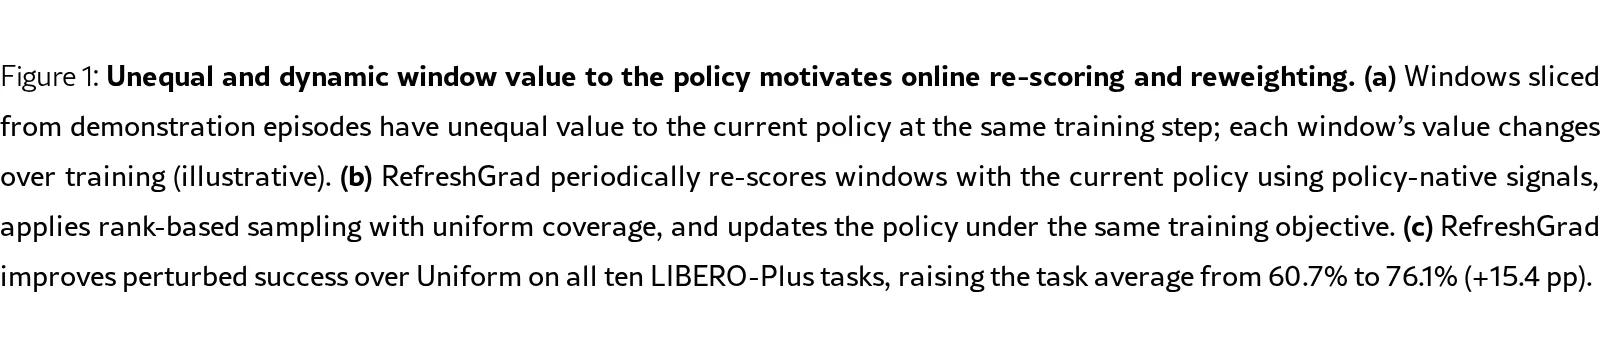 Figure 1: Unequal and dynamic window value to the policy motivates online re-scoring and reweighting. (a) Windows sliced
from demonstration episodes have unequal value to the current policy at the same training step; each window’s value changes
over training (illustrative). (b) RefreshGrad periodically re-scores windows with the current policy using policy-native signals,
applies rank-based sampling with uniform coverage, and updates the policy under the same training objective. (c) RefreshGrad
improves perturbed success over Uniform on all ten LIBERO-Plus tasks, raising the task average from 60.7% to 76.1% (+15.4 pp).